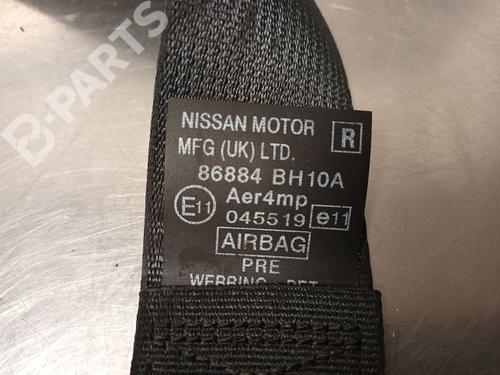 B-PARTS
NISSAN MOTOR R
MFG (UK) LTD.
86884 BH10A
E11 Aer4mp
045519 e11
AIRBAG
PRE